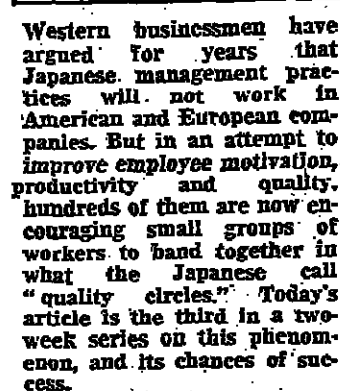 Western businessmen have
argued for years that
Japanese management prac-
tices will not work in
American and European com-
panies. But in an attempt to
improve employee motivation,
productivity and quality,
hundreds of them are now en-
couraging small groups of
workers to band together in
what the Japanese call
"quality circles." Today's
article is the third in a two-
week series on this phenom-
enon, and its chances of suc-
cess.